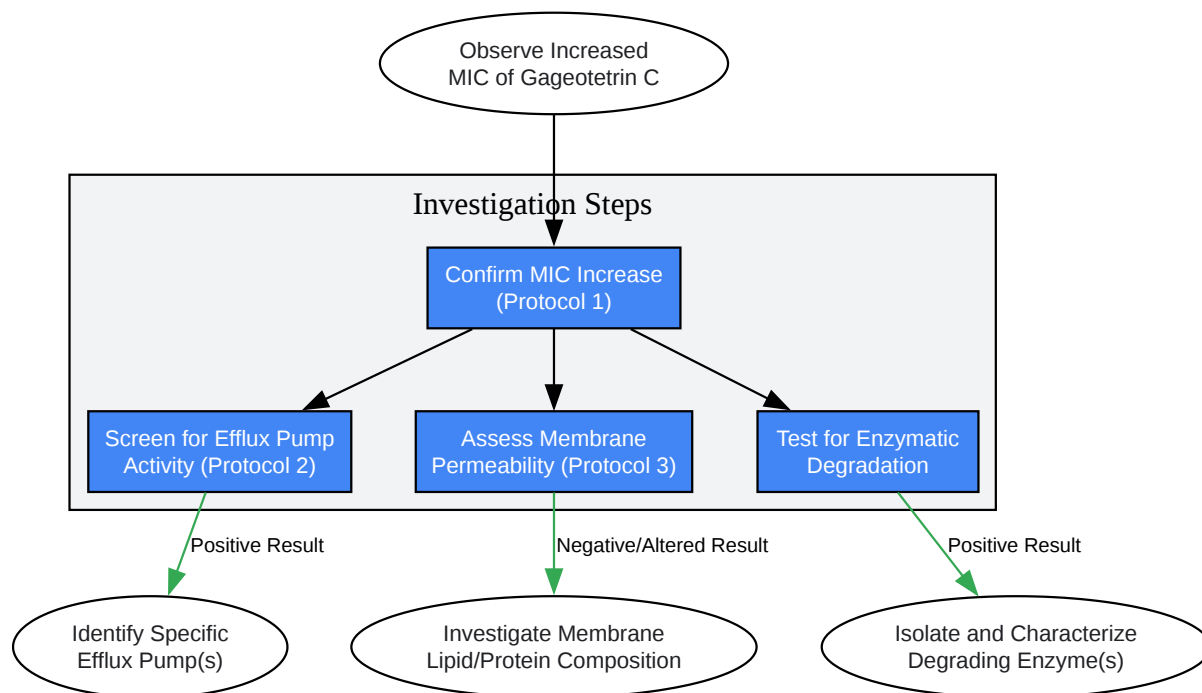 Observe Increased
MIC of Gageotetrin C
Investigation Steps
Confirm MIC Increase
(Protocol 1)
Screen for Efflux Pump
Activity (Protocol 2)
Assess Membrane
Permeability (Protocol 3)
Test for Enzymatic
Degradation
Positive Result
Negative/Altered Result
Positive Result
Identify Specific
Efflux Pump(s)
Investigate Membrane
Lipid/Protein Composition
Isolate and Characterize
Degrading Enzyme(s)